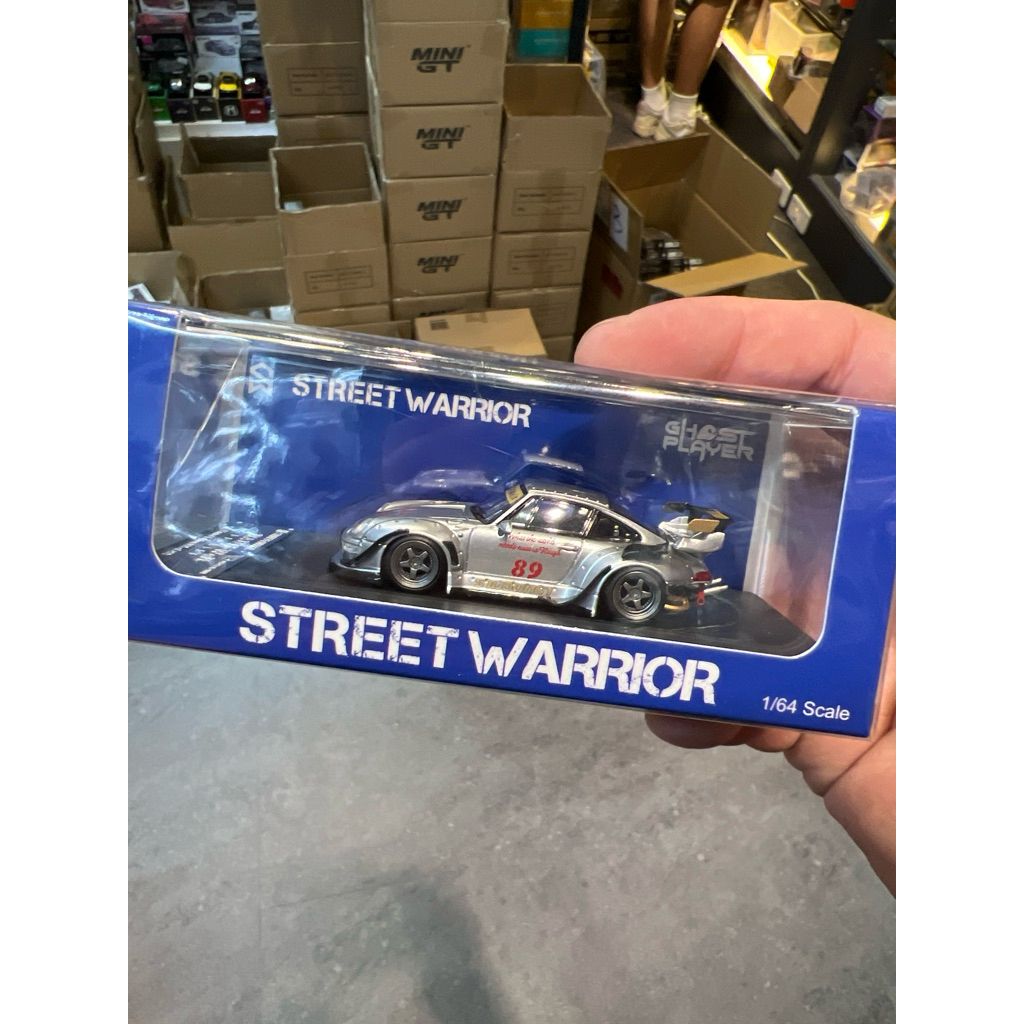 MINI
GT
MINI
GT
MINI
GT
MINI
GT
STREET WARRIOR
GHOST
PLAYER
89
STREET WARRIOR
1/64 Scale